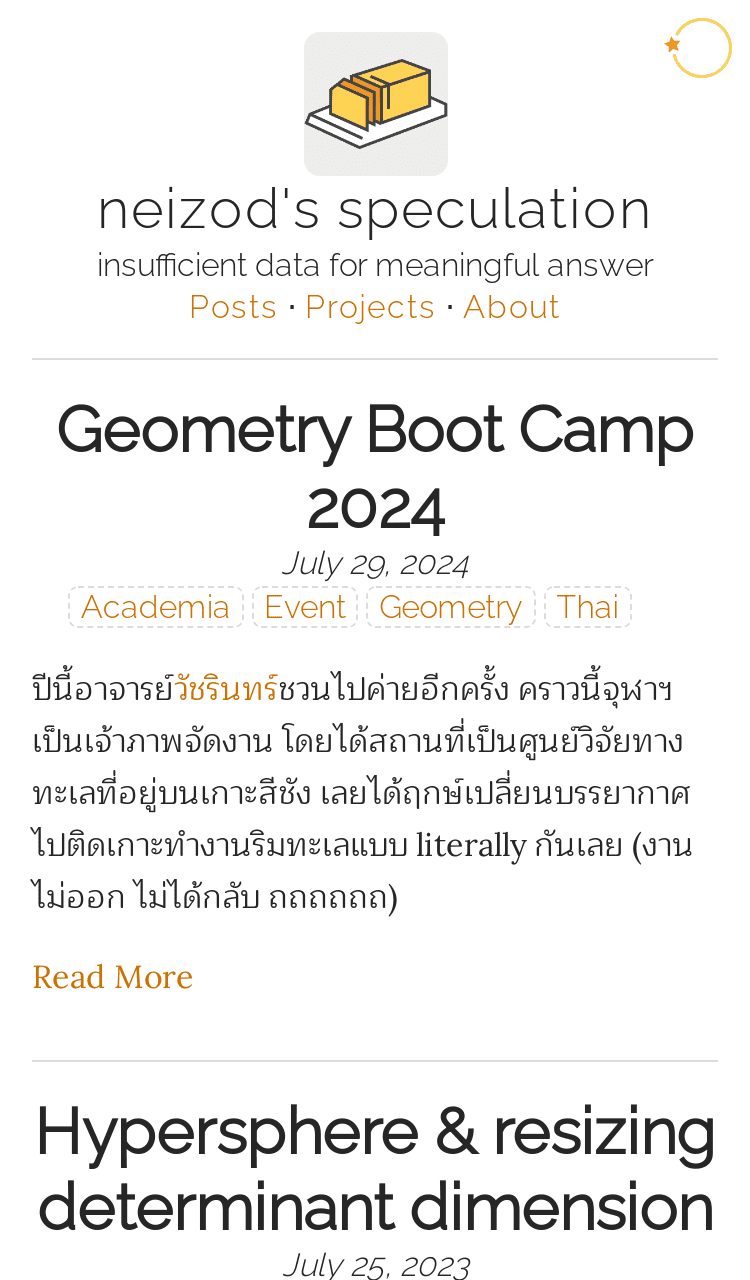 neizod's speculation
insufficient data for meaningful answer
Posts · Projects · About
Geometry Boot Camp
2024
July 29, 2024
Academia Event Geometry Thai
ปีนี้อาจารย์วัชรินทร์ชวนไปค่ายอีกครั้ง คราวนี้จุฬาฯ
เป็นเจ้าภาพจัดงาน โดยได้สถานที่เป็นศูนย์วิจัยทาง
ทะเลที่อยู่บนเกาะสีชัง เลยได้ฤกษ์เปลี่ยนบรรยากาศ
ไปติดเกาะทำงานริมทะเลแบบ literally กันเลย (งาน
ไม่ออก ไม่ได้กลับ ถถถถถถ)
Read More
Hypersphere & resizing
determinant dimension
July 25, 2023